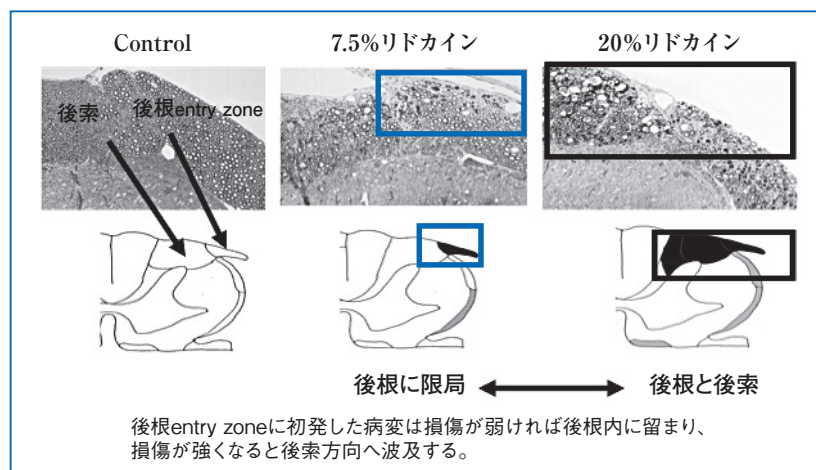 Control
7.5%リドカイン
20%リドカイン
後索
後根entry zone
後根に限局
後根と後索
後根entry zoneに初発した病変は損傷が弱ければ後根内に留まり、
損傷が強くなると後索方向へ波及する。